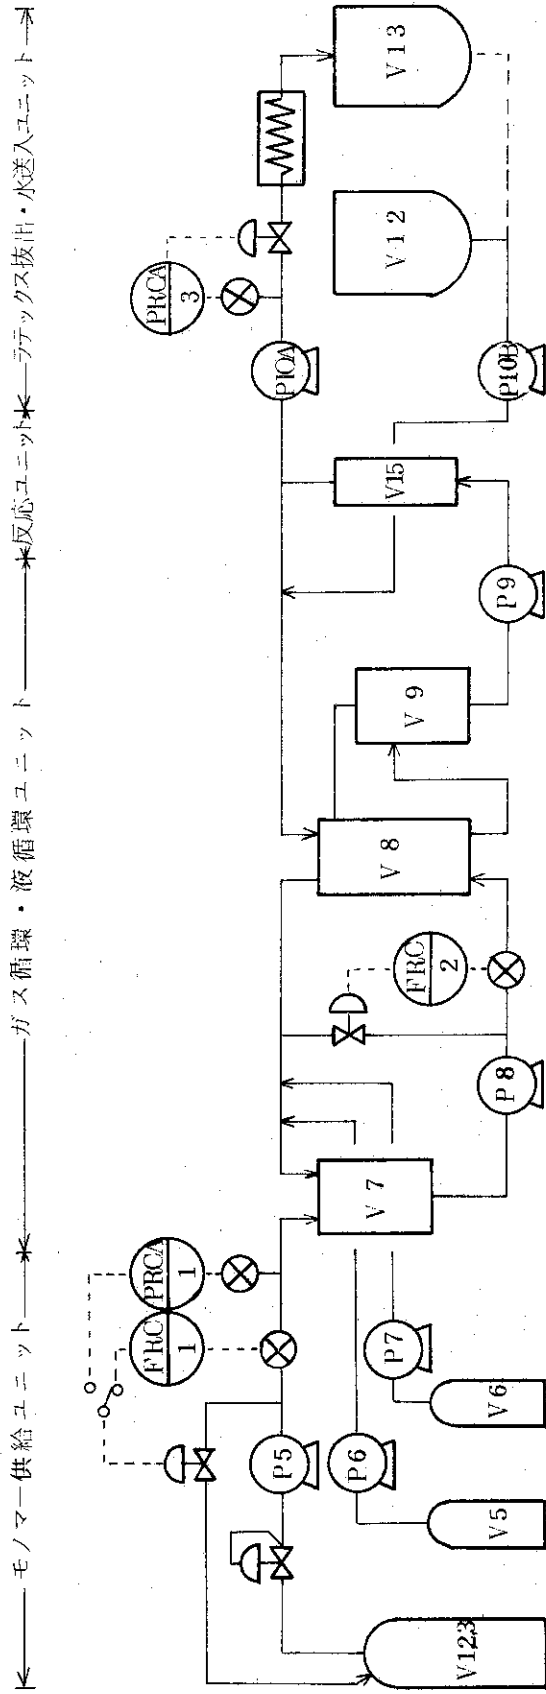 モノマー供給ユニット
ガス循環・液循環ユニット
反応ユニット
ラテックス抜出・水送入ユニット
FRC
1
PRCA
1
FRC
2
PRCA
3
V123
V5
V6
P5
P6
P7
V7
P8
V8
V9
P9
V15
P10A
P10B
V12
V13